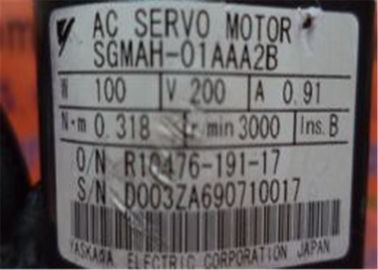 AC SERVO MOTOR
SGMAH-01AAA2B
W 100 V 200 A 0.91
N·m 0.318 r/min 3000 Ins. B
O/N R10476-191-17
S/N D003ZA690710017
YASKAWA ELECTRIC CORPORATION JAPAN